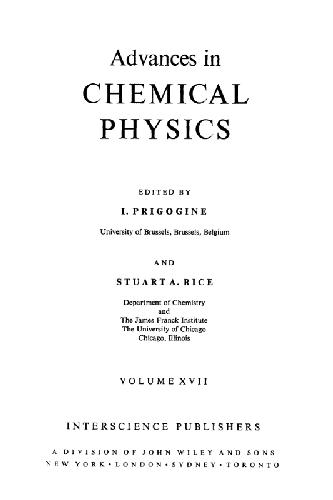 Advances in
CHEMICAL
PHYSICS
EDITED BY
I. PRIGOGINE
University of Brussels, Brussels, Belgium
AND
STUART A. RICE
Department of Chemistry
and
The James Franck Institute
The University of Chicago
Chicago, Illinois
VOLUME XVII
INTERSCIENCE PUBLISHERS
A DIVISION OF JOHN WILEY AND SONS
NEW YORK • LONDON • SYDNEY • TORONTO